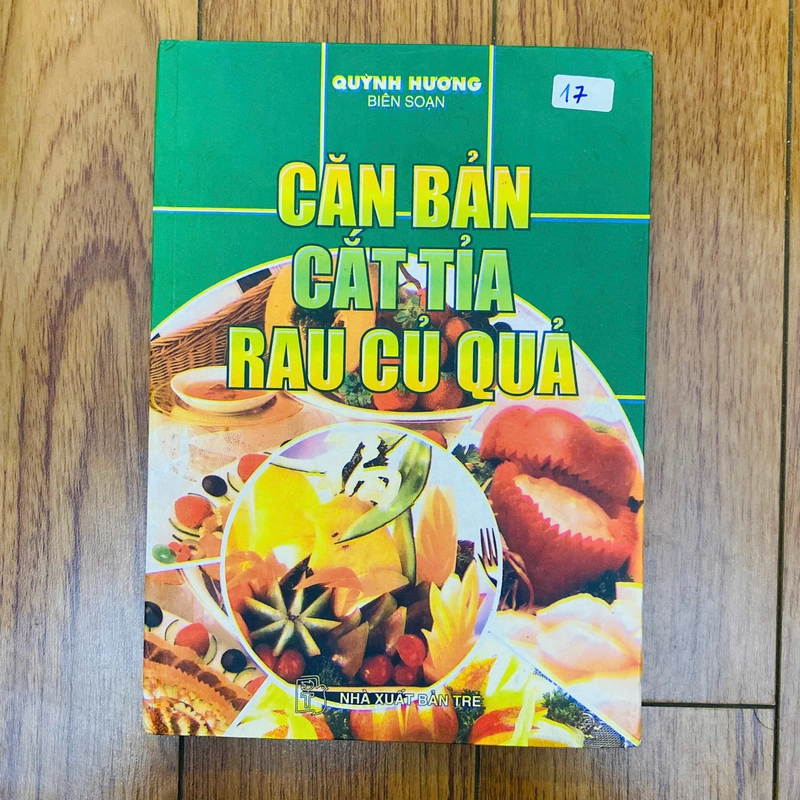 QUỲNH HƯƠNG
BIÊN SOẠN
17
CĂN BẢN
CẮT TỈA
RAU CỦ QUẢ
NHÀ XUẤT BẢN TRẺ